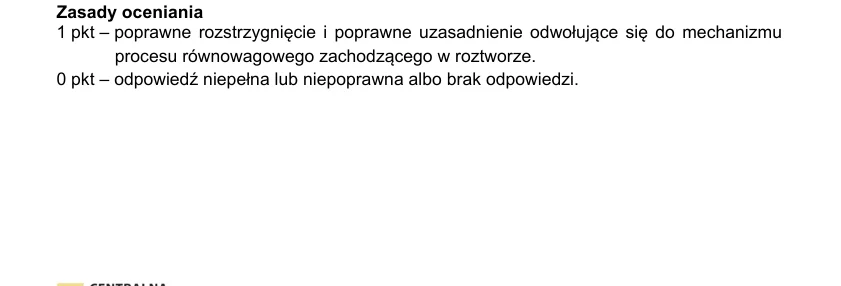 Zasady oceniania
1 pkt – poprawne rozstrzygnięcie i poprawne uzasadnienie odwołujące się do mechanizmu
procesu równowagowego zachodzącego w roztworze.
0 pkt – odpowiedź niepełna lub niepoprawna albo brak odpowiedzi.